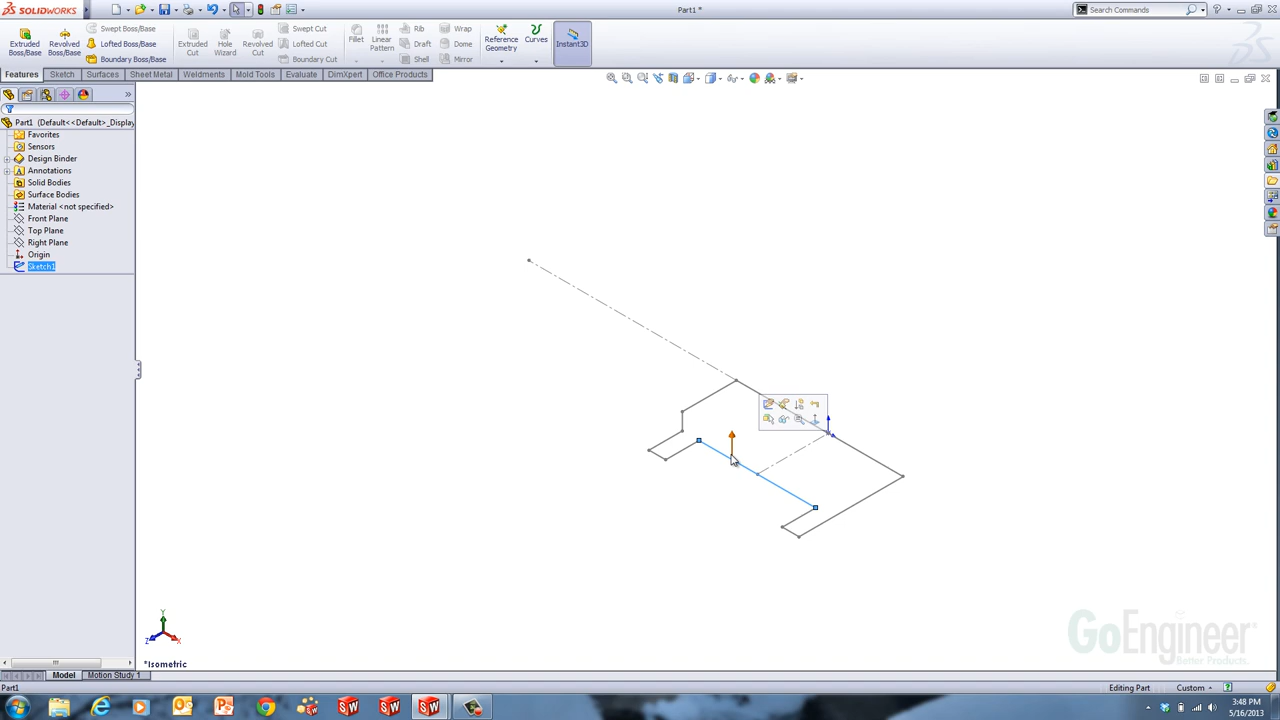 SOLIDWORKS
Part1 *
Search Commands
Extruded Boss/Base
Revolved Boss/Base
Swept Boss/Base
Lofted Boss/Base
Boundary Boss/Base
Extruded Cut
Hole Wizard
Revolved Cut
Swept Cut
Lofted Cut
Boundary Cut
Fillet
Linear Pattern
Rib
Draft
Shell
Wrap
Dome
Mirror
Reference Geometry
Curves
Instant3D
Features
Sketch
Surfaces
Sheet Metal
Weldments
Mold Tools
Evaluate
DimXpert
Office Products
Part1 (Default<<Default>_Display
Favorites
Sensors
Design Binder
Annotations
Solid Bodies
Surface Bodies
Material <not specified>
Front Plane
Top Plane
Right Plane
Origin
Sketch1
Y
Z
X
*Isometric
GoEngineer
Better Products.
Model
Motion Study 1
Part1
Editing Part
Custom
3:48 PM
5/16/2013